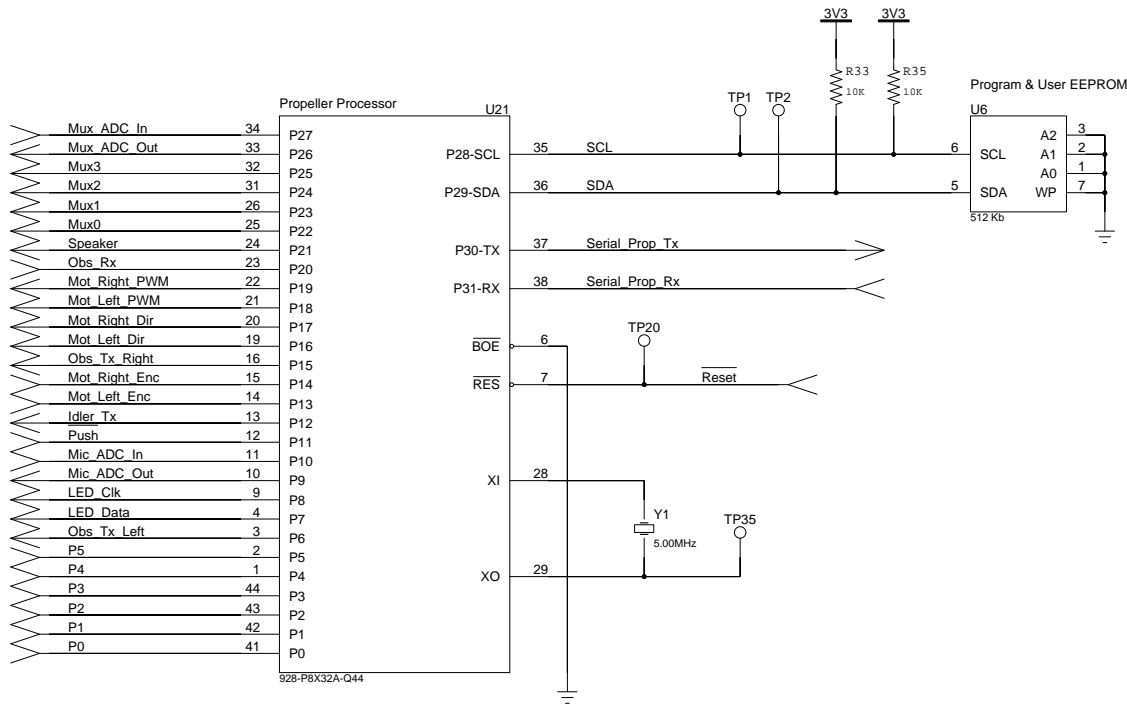 3V3 3V3
R33 R35
10K 10K
Program & User EEPROM
Propeller Processor
TP1 TP2
U21 U6
Mux_ADC_In 34 P27
Mux_ADC_Out 33 P26
Mux3 32 P25
Mux2 31 P24
Mux1 26 P23
Mux0 25 P22
Speaker 24 P21
Obs_Rx 23 P20
Mot_Right_PWM 22 P19
Mot_Left_PWM 21 P18
Mot_Right_Dir 20 P17
Mot_Left_Dir 19 P16
Obs_Tx_Right 16 P15
Mot_Right_Enc 15 P14
Mot_Left_Enc 14 P13
Idler_Tx 13 P12
Push 12 P11
Mic_ADC_In 11 P10
Mic_ADC_Out 10 P9
LED_Clk 9 P8
LED_Data 4 P7
Obs_Tx_Left 3 P6
P5 2 P5
P4 1 P4
P3 44 P3
P2 43 P2
P1 42 P1
P0 41 P0
928-P8X32A-Q44
P28-SCL 35 SCL
P29-SDA 36 SDA
P30-TX 37 Serial_Prop_Tx
P31-RX 38 Serial_Prop_Rx
BOE 6
RES 7 Reset
TP20
XI 28
Y1
5.00MHz
TP35
XO 29
6 SCL
5 SDA
A2 3
A1 2
A0 1
WP 7
512 Kb